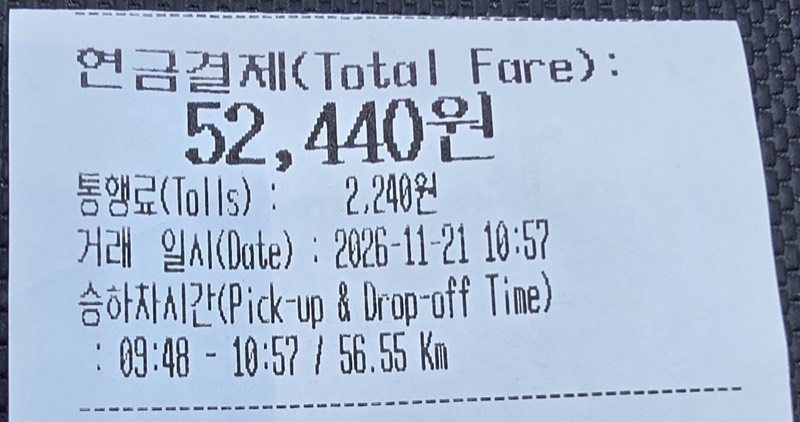 연금결제(Total Fare):
52,440원
통행료(Tolls) : 2,240원
거래 일시(Date) : 2026-11-21 10:57
승하자시간(Pick-up & Drop-off Time)
: 09:48 - 10:57 / 56.55 Km